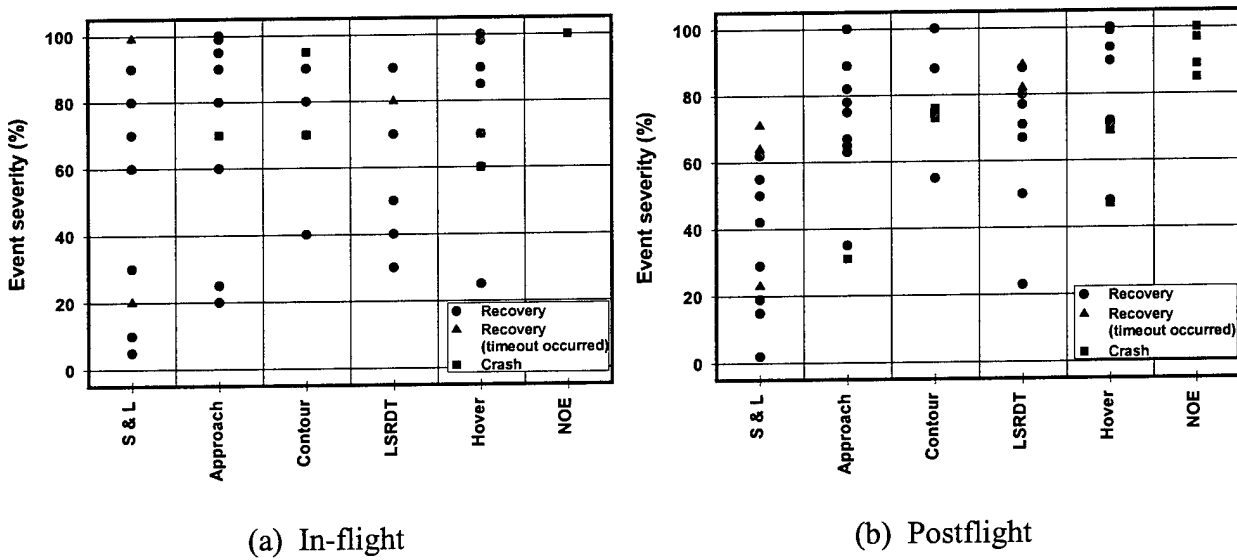 Event severity (%)
100
80
60
40
20
0
Recovery
Recovery
(timeout occurred)
Crash
S & L
Approach
Contour
LSRDT
Hover
NOE
(a) In-flight
Event severity (%)
100
80
60
40
20
0
Recovery
Recovery
(timeout occurred)
Crash
S & L
Approach
Contour
LSRDT
Hover
NOE
(b) Postflight